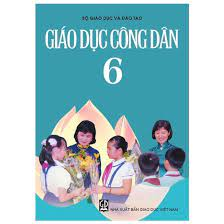 BỘ GIÁO DỤC VÀ ĐÀO TẠO
GIÁO DỤC CÔNG DÂN
6
NHÀ XUẤT BẢN GIÁO DỤC VIỆT NAM